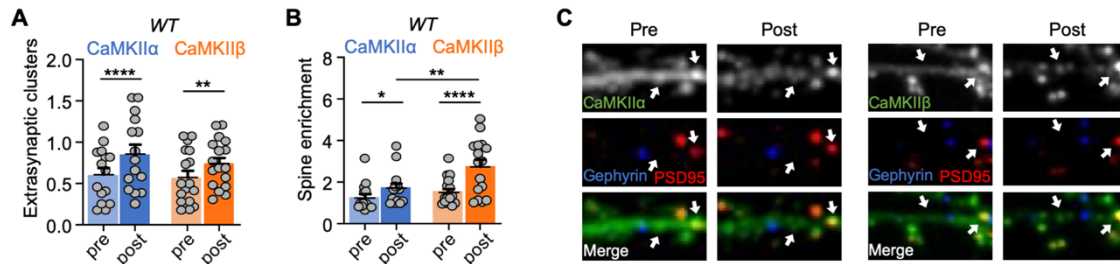 A
WT
CaMKIIα CaMKIIβ
Extrasynaptic clusters
2.0
1.5
1.0
0.5
0.0
**** **
pre post pre post
B
WT
CaMKIIα CaMKIIβ
Spine enrichment
6
4
2
0
**
* ****
pre post pre post
C
Pre Post Pre Post
CaMKIIα CaMKIIβ
Gephyrin PSD95 Gephyrin PSD95
Merge Merge